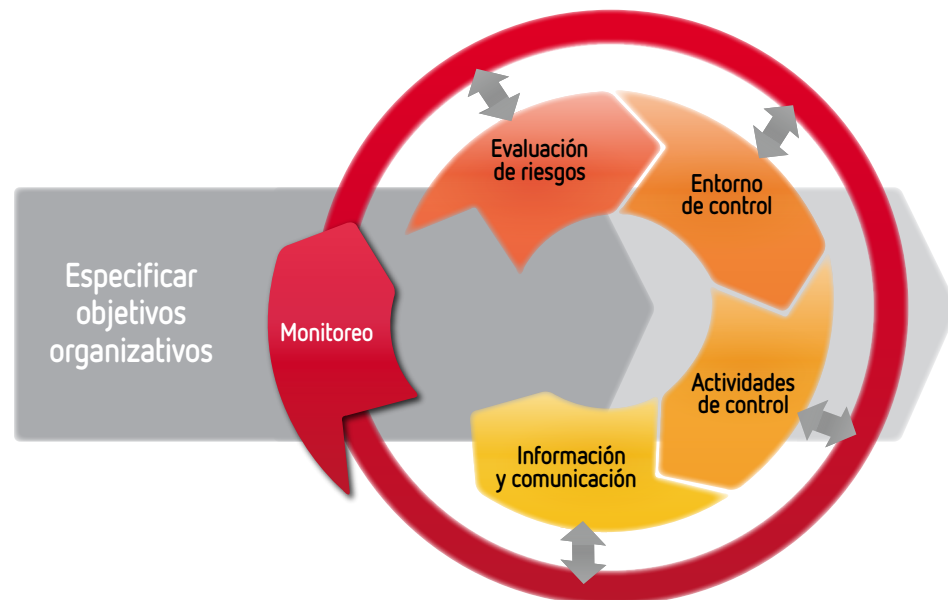 Especificar
objetivos
organizativos
Monitoreo
Evaluación
de riesgos
Entorno
de control
Actividades
de control
Información
y comunicación